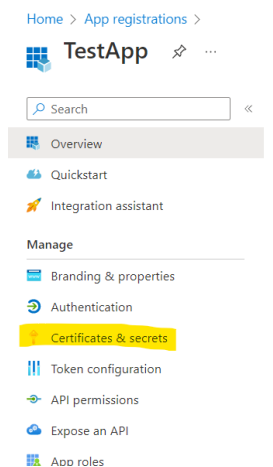 Home > App registrations >
TestApp
Search
Overview
Quickstart
Integration assistant
Manage
Branding & properties
Authentication
Certificates & secrets
Token configuration
API permissions
Expose an API
App roles